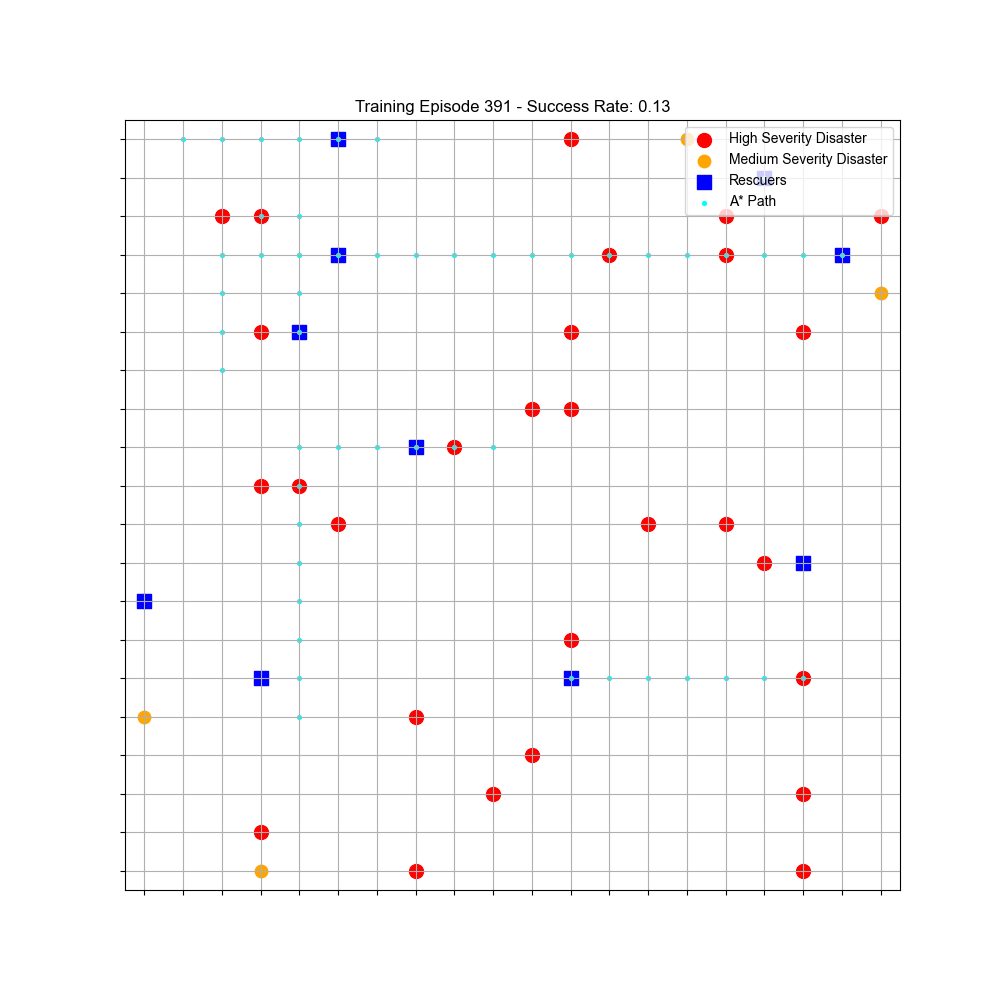 Training Episode 391 - Success Rate: 0.13
High Severity Disaster
Medium Severity Disaster
Rescuers
A* Path